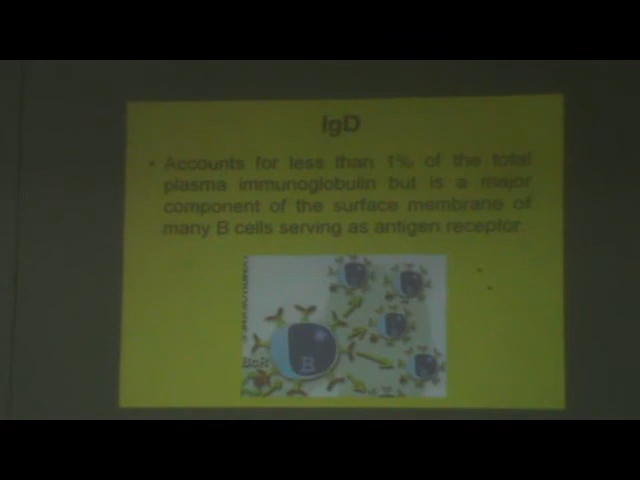 IgD
• Accounts for less than 1% of the total
plasma immunoglobulin but is a major
component of the surface membrane of
many B cells serving as antigen receptor.
B